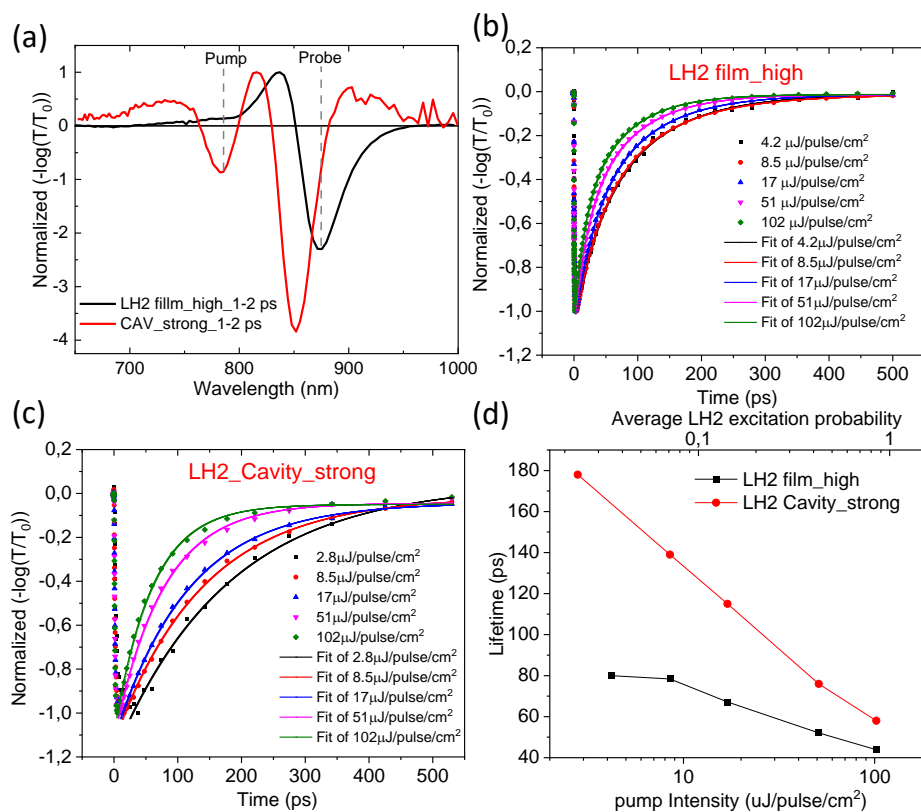 (a)
Pump
Probe
1
0
-1
-2
-3
-4
Normalized (-log(T/T0))
LH2 fillm_high_1-2 ps
CAV_strong_1-2 ps
700
800
900
1000
Wavelength (nm)
(b)
0,2
0,0
-0,2
-0,4
-0,6
-0,8
-1,0
-1,2
Normalized (-log(T/T0))
LH2 film_high
4.2 μJ/pulse/cm²
8.5 μJ/pulse/cm²
17 μJ/pulse/cm²
51 μJ/pulse/cm²
102 μJ/pulse/cm²
Fit of 4.2μJ/pulse/cm²
Fit of 8.5μJ/pulse/cm²
Fit of 17μJ/pulse/cm²
Fit of 51μJ/pulse/cm²
Fit of 102μJ/pulse/cm²
0
100
200
300
400
500
Time (ps)
(c)
0,2
0,0
-0,2
-0,4
-0,6
-0,8
-1,0
-1,2
Normalized (-log(T/T0))
LH2_Cavity_strong
2.8μJ/pulse/cm²
8.5μJ/pulse/cm²
17μJ/pulse/cm²
51μJ/pulse/cm²
102μJ/pulse/cm²
Fit of 2.8μJ/pulse/cm²
Fit of 8.5μJ/pulse/cm²
Fit of 17μJ/pulse/cm²
Fit of 51μJ/pulse/cm²
Fit of 102μJ/pulse/cm²
0
100
200
300
400
500
Time (ps)
(d)
Average LH2 excitation probability
0,1
1
180
160
140
120
100
80
60
40
Lifetime (ps)
LH2 film_high
LH2 Cavity_strong
10
100
pump Intensity (uJ/pulse/cm²)